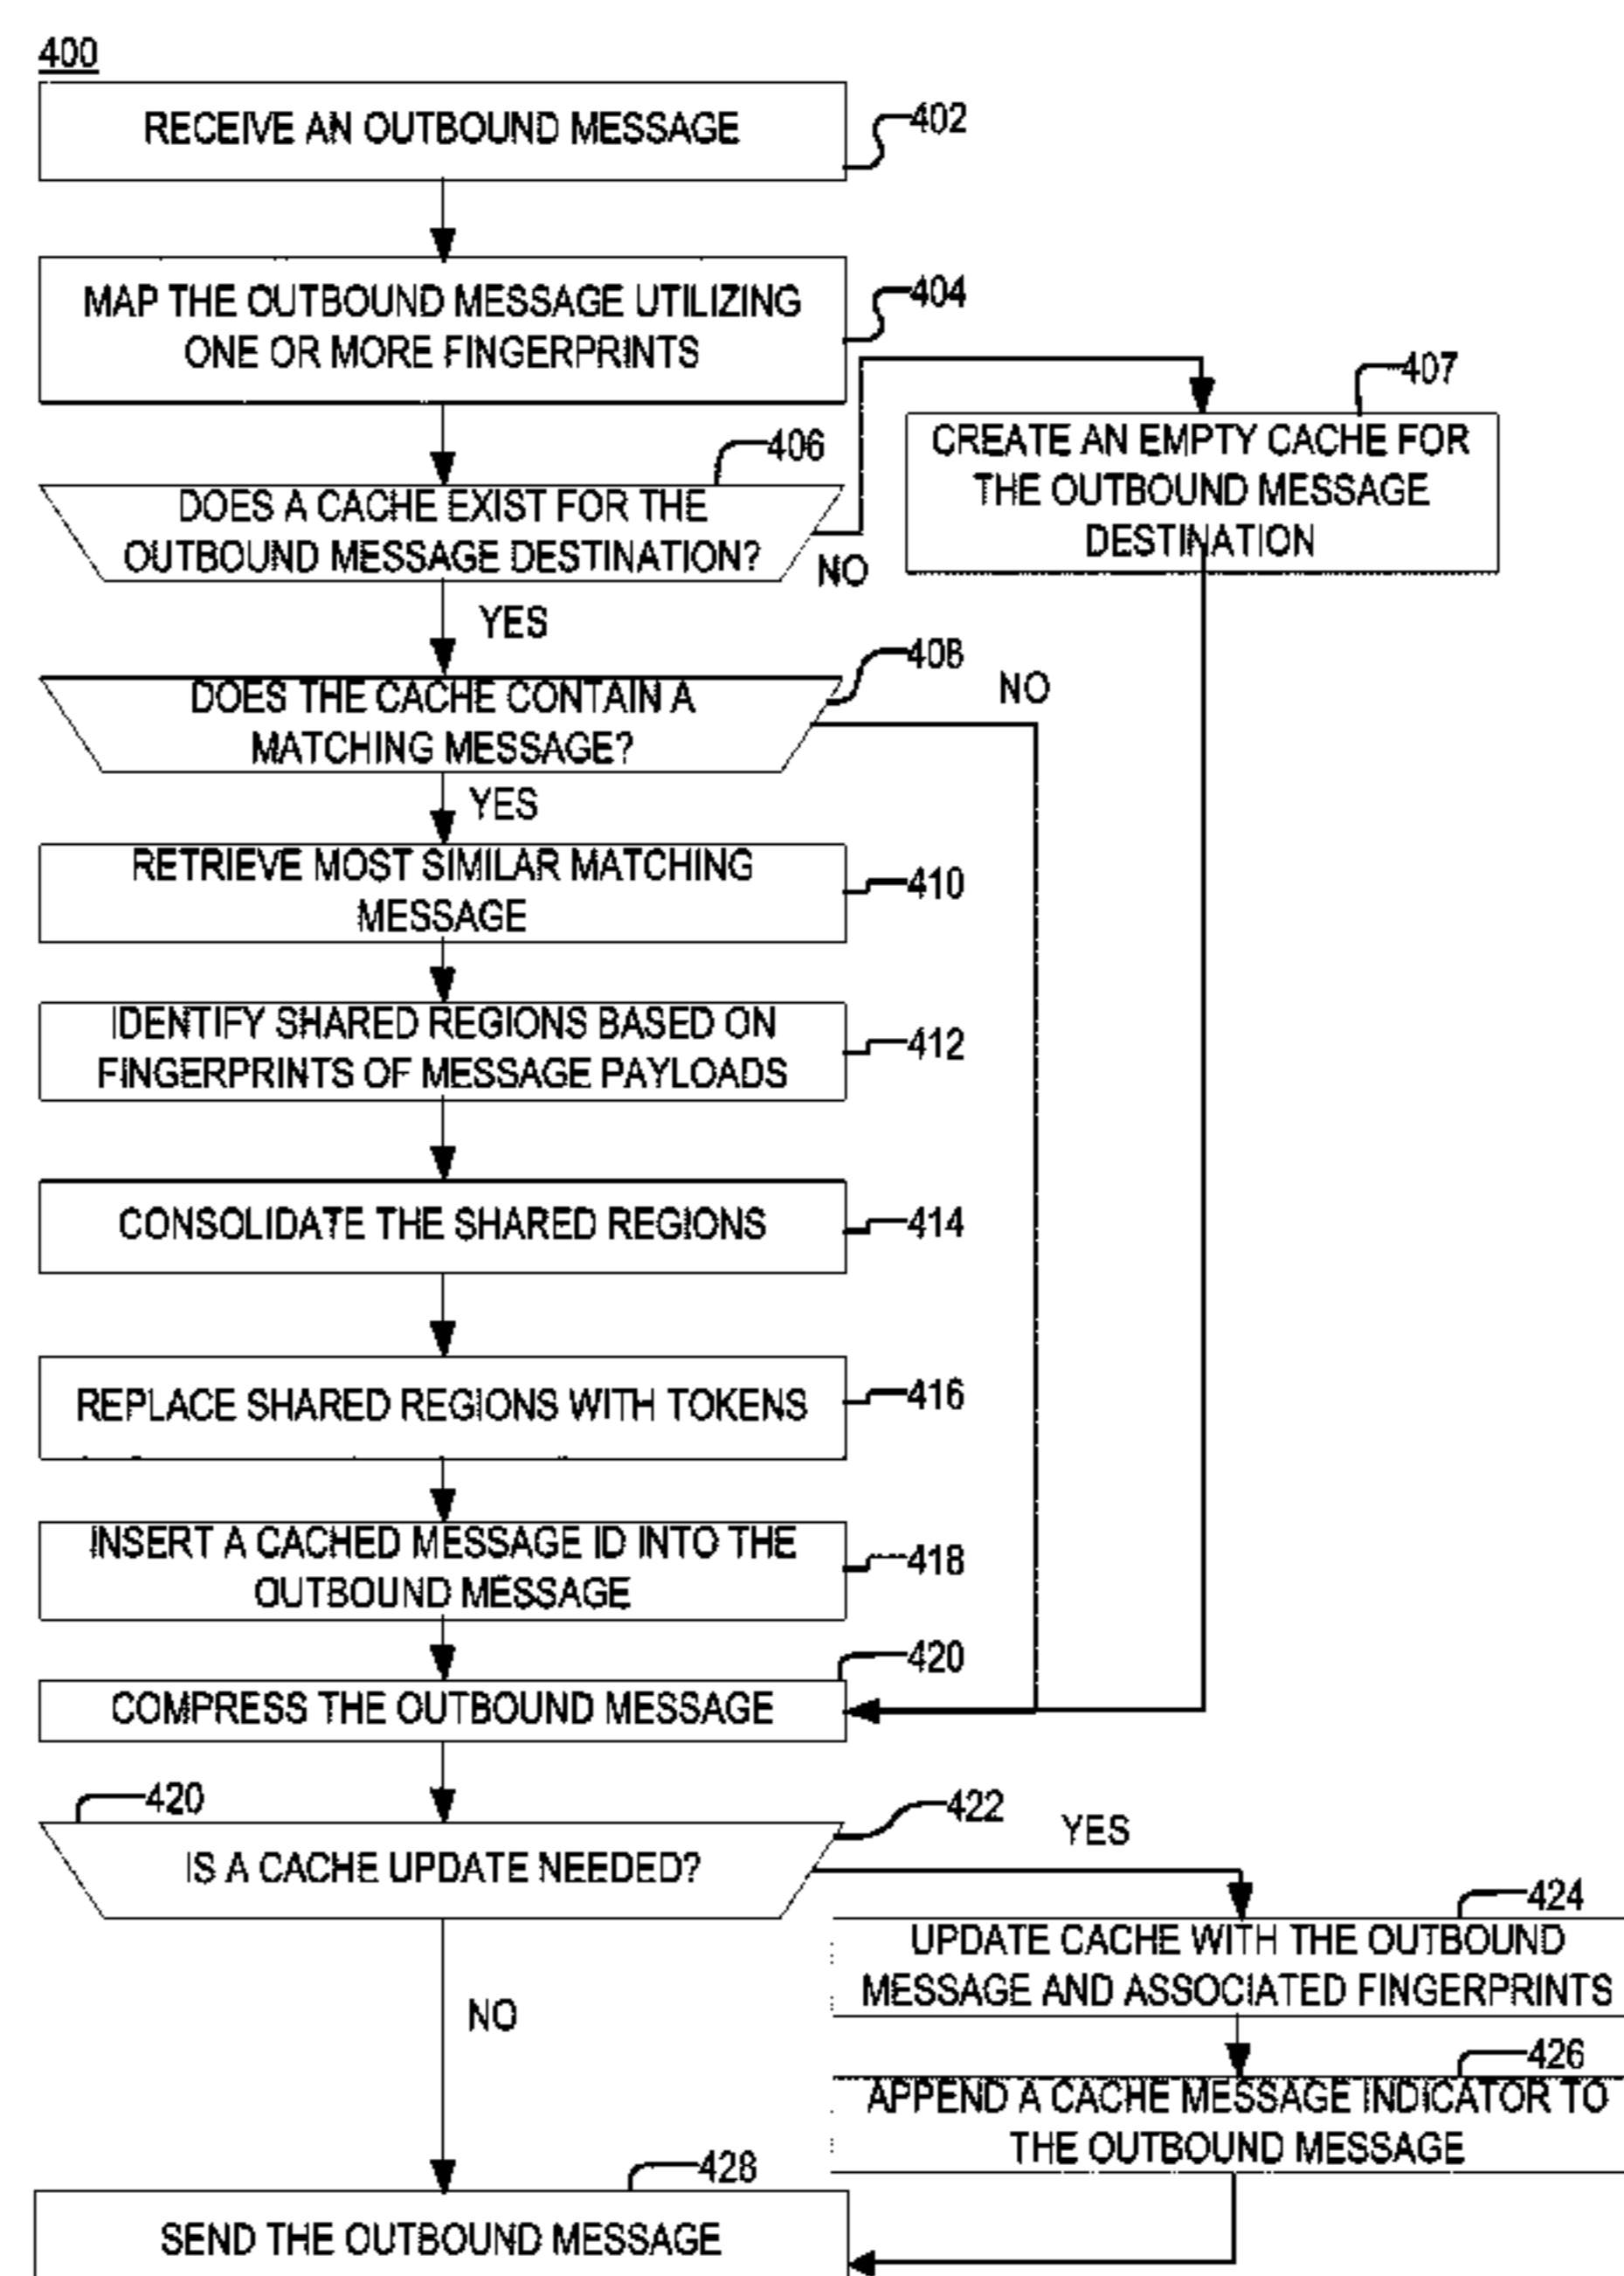 400
RECEIVE AN OUTBOUND MESSAGE
402
MAP THE OUTBOUND MESSAGE UTILIZING
ONE OR MORE FINGERPRINTS
404
407
CREATE AN EMPTY CACHE FOR
THE OUTBOUND MESSAGE
DESTINATION
406
DOES A CACHE EXIST FOR THE
OUTBOUND MESSAGE DESTINATION?
NO
YES
408
DOES THE CACHE CONTAIN A
MATCHING MESSAGE?
NO
YES
RETRIEVE MOST SIMILAR MATCHING
MESSAGE
410
IDENTIFY SHARED REGIONS BASED ON
FINGERPRINTS OF MESSAGE PAYLOADS
412
CONSOLIDATE THE SHARED REGIONS
414
REPLACE SHARED REGIONS WITH TOKENS
416
INSERT A CACHED MESSAGE ID INTO THE
OUTBOUND MESSAGE
418
420
COMPRESS THE OUTBOUND MESSAGE
420
422
IS A CACHE UPDATE NEEDED?
YES
424
UPDATE CACHE WITH THE OUTBOUND
MESSAGE AND ASSOCIATED FINGERPRINTS
NO
426
APPEND A CACHE MESSAGE INDICATOR TO
THE OUTBOUND MESSAGE
428
SEND THE OUTBOUND MESSAGE